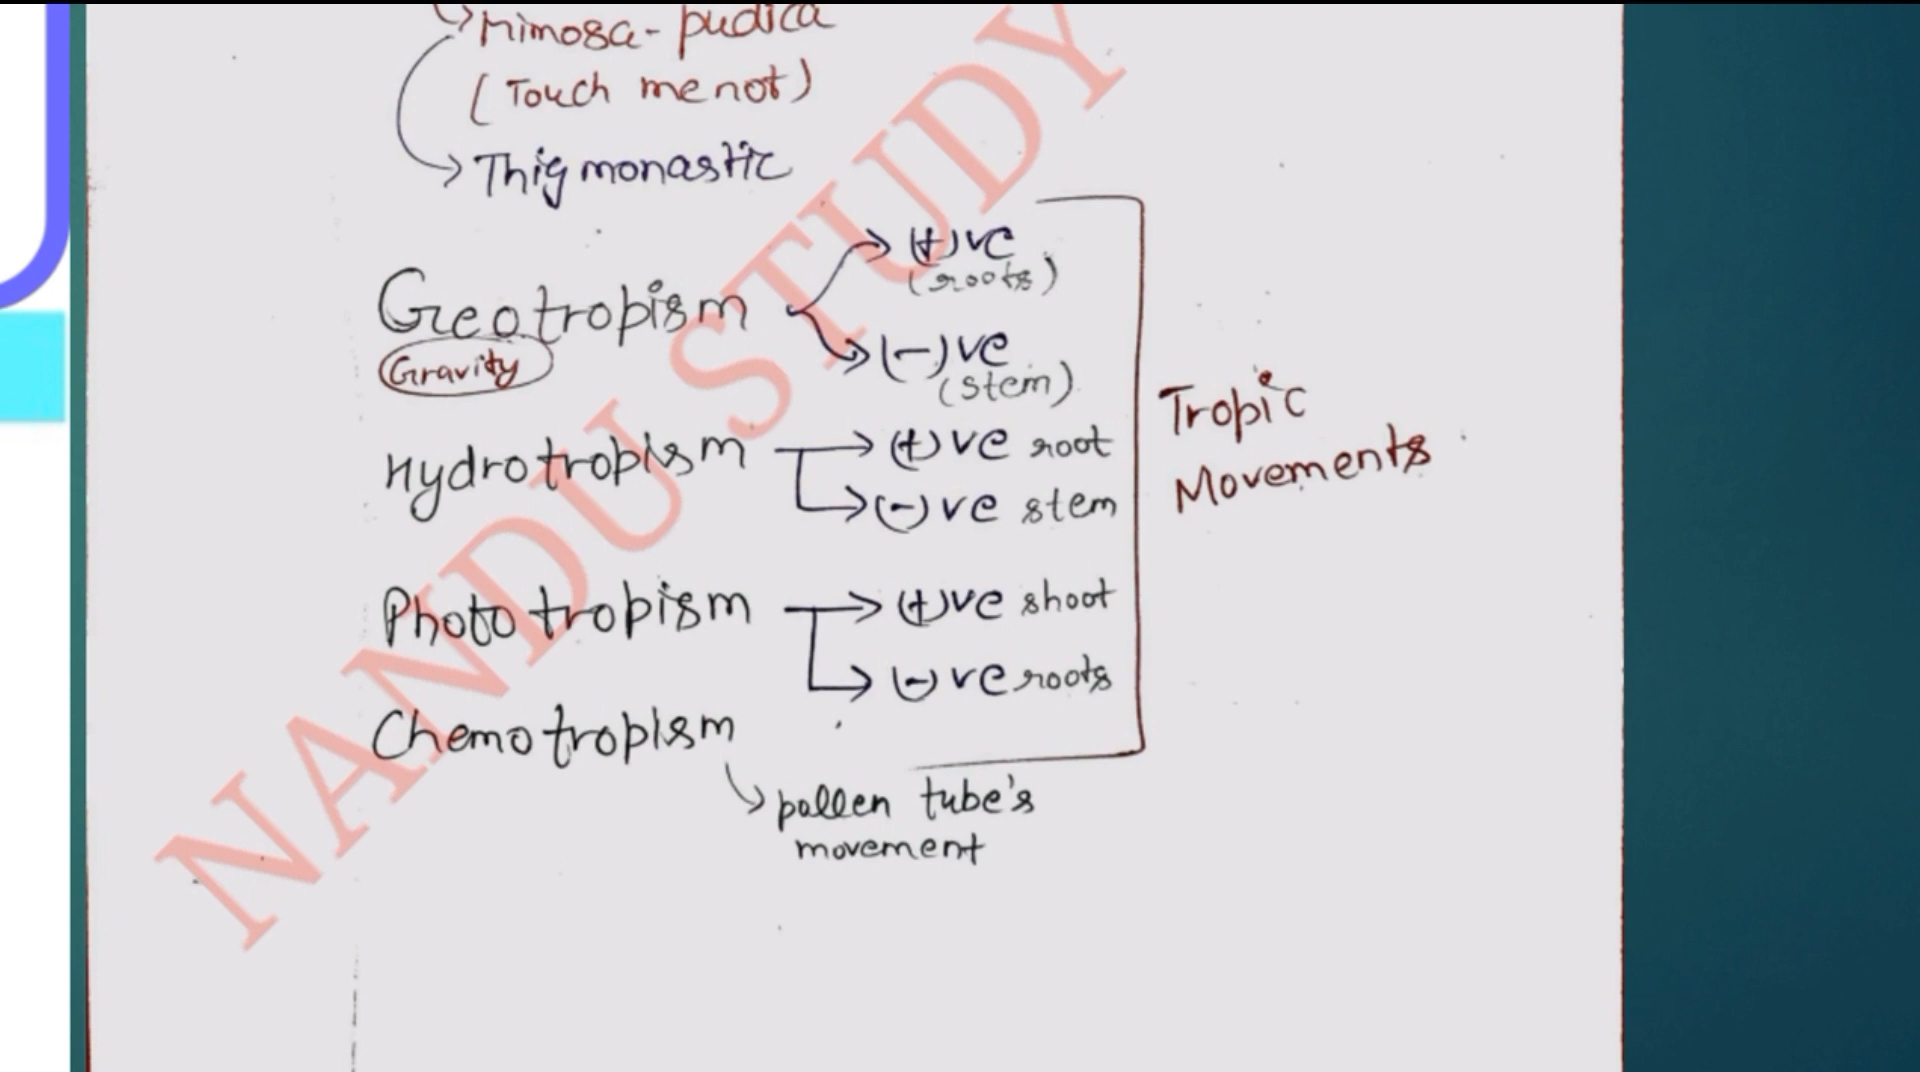 Mimosa - pudica
(Touch me not)
Thigmonastic
Geotropism
(+)ve
(roots)
(-)ve
(stem)
Gravity
Hydrotropism
(+)ve root
(-)ve stem
Tropic
Movements
Phototropism
(+)ve shoot
(-)ve roots
Chemotropism
pollen tube's
movement
NANDU STUDY